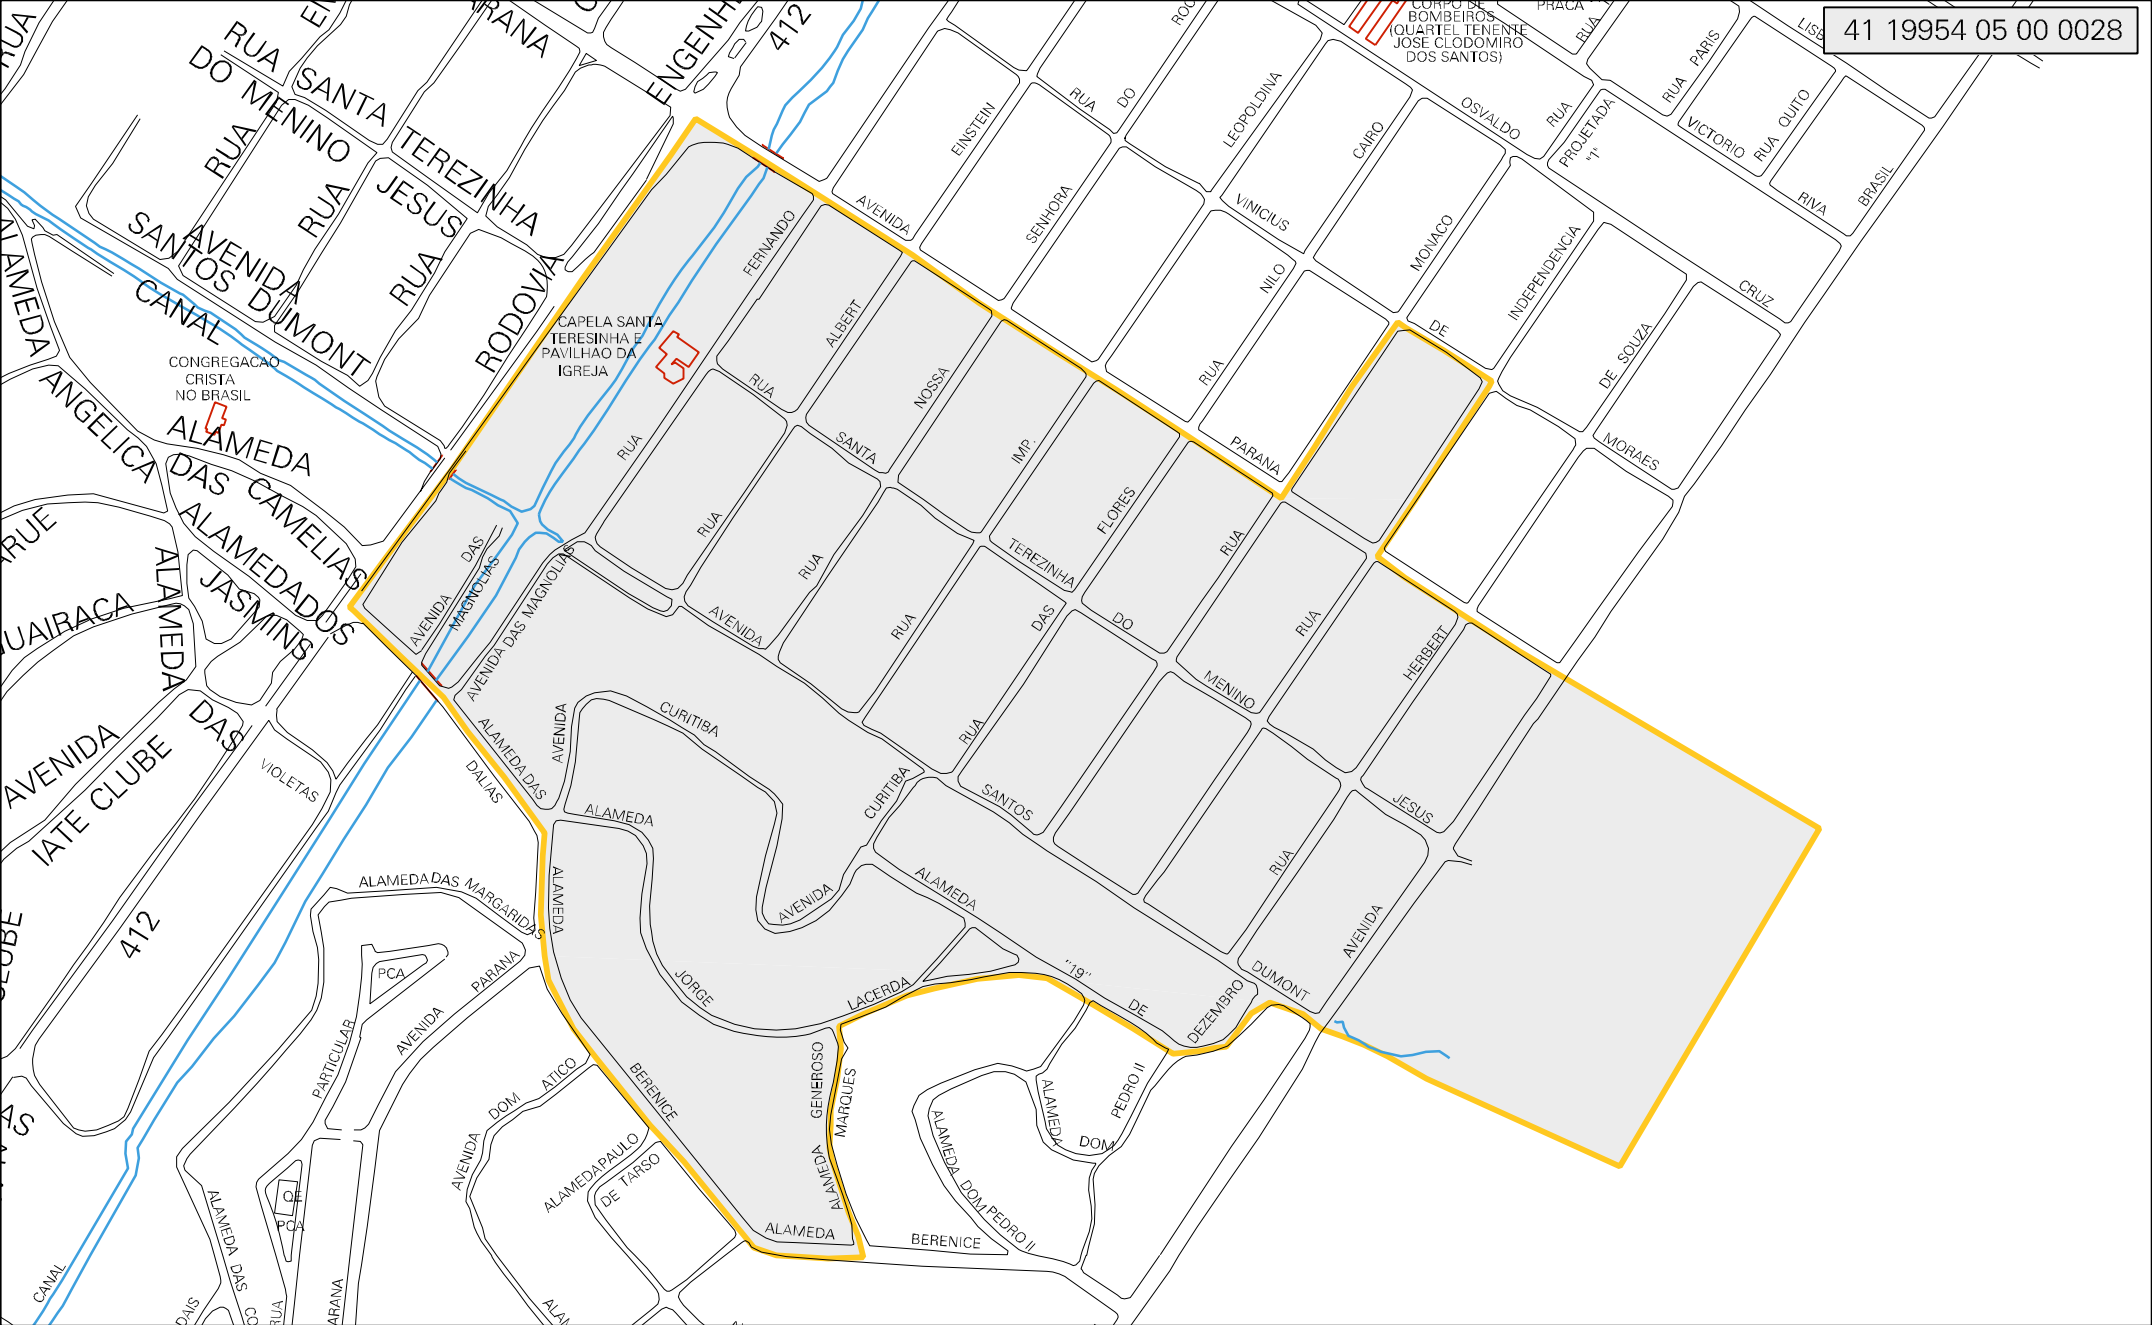 41 19954 05 00 0028
CORPO DE
BOMBEIROS
(QUARTEL TENENTE
JOSE CLODOMIRO
DOS SANTOS)
PRACA
RUA
RUA
SANTA
TEREZINHA
DO MENINO
JESUS
RUA
RUA
RUA
412
RUA
DO
LEOPOLDINA
EINSTEIN
SENHORA
CAIRO
OSVALDO
RUA
PROJETADA
"1"
RUA PARIS
VICTORIO
RUA QUITO
RIVA
BRASIL
AVENIDA
VINICIUS
NILO
MONACO
INDEPENDENCIA
CRUZ
DE
DE SOUZA
MORAES
RUA
PARANA
SANTOS DUMONT
AVENIDA
CANAL
ALAMEDA
ANGELICA
CONGREGACAO
CRISTA
NO BRASIL
ALAMEDA
DAS CAMELIAS
ALAMEDA DOS
JASMINS
RODOVIA
FERNANDO
CAPELA SANTA
TERESINHA E
PAVILHAO DA
IGREJA
ALBERT
RUA
NOSSA
SANTA
IMP.
FLORES
TEREZINHA
RUA
RUA
RUA
RUA
RUA
DAS
DO
RUA
RUA
MENINO
HERBERT
JESUS
RUA
AVENIDA
DAS
MAGNOLIAS
AVENIDA DAS MAGNOLIAS
AVENIDA
AVENIDA
CURITIBA
CURITIBA
AVENIDA
SANTOS
DUMONT
AVENIDA
ALAMEDA
"19"
DE
DEZEMBRO
ALAMEDA DAS
DALIAS
ALAMEDA
JORGE
LACERDA
ALAMEDA
BERENICE
ALAMEDA
ALAMEDA
GENEROSO
MARQUES
BERENICE
ALAMEDA
DOM
PEDRO II
ALAMEDA DOM PEDRO II
ALAMEDA
DAS
VIOLETAS
AVENIDA
IATE CLUBE
412
ALAMEDA DAS MARGARIDAS
PCA
AVENIDA
PARANA
PARTICULAR
AVENIDA
DOM
ATICO
ALAMEDA PAULO
DE TARSO
QE
PCA
ALAMEDA DAS
CANAL
RUA